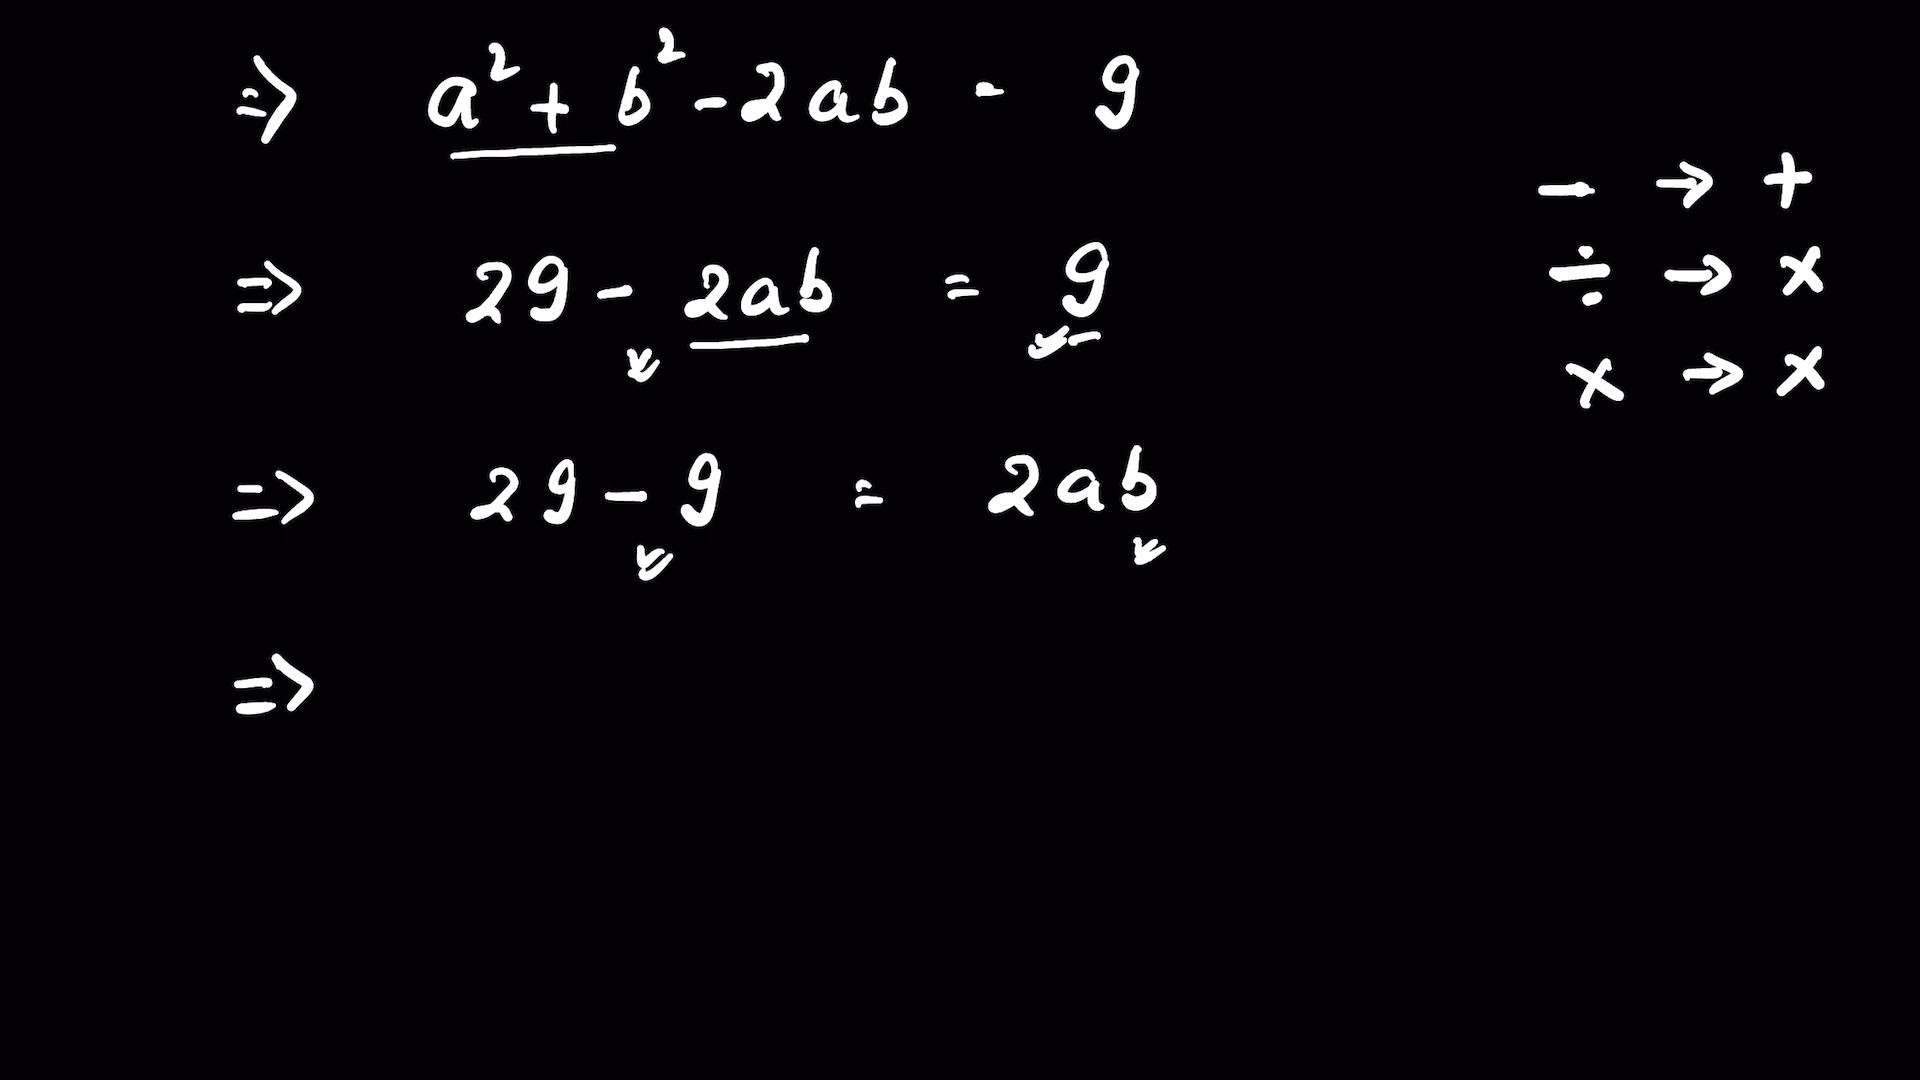 ⇒ a² + b² - 2ab = 9
⇒ 29 - 2ab = 9
⇒ 29 - 9 = 2ab
⇒
- → +
÷ → ×
× → ×